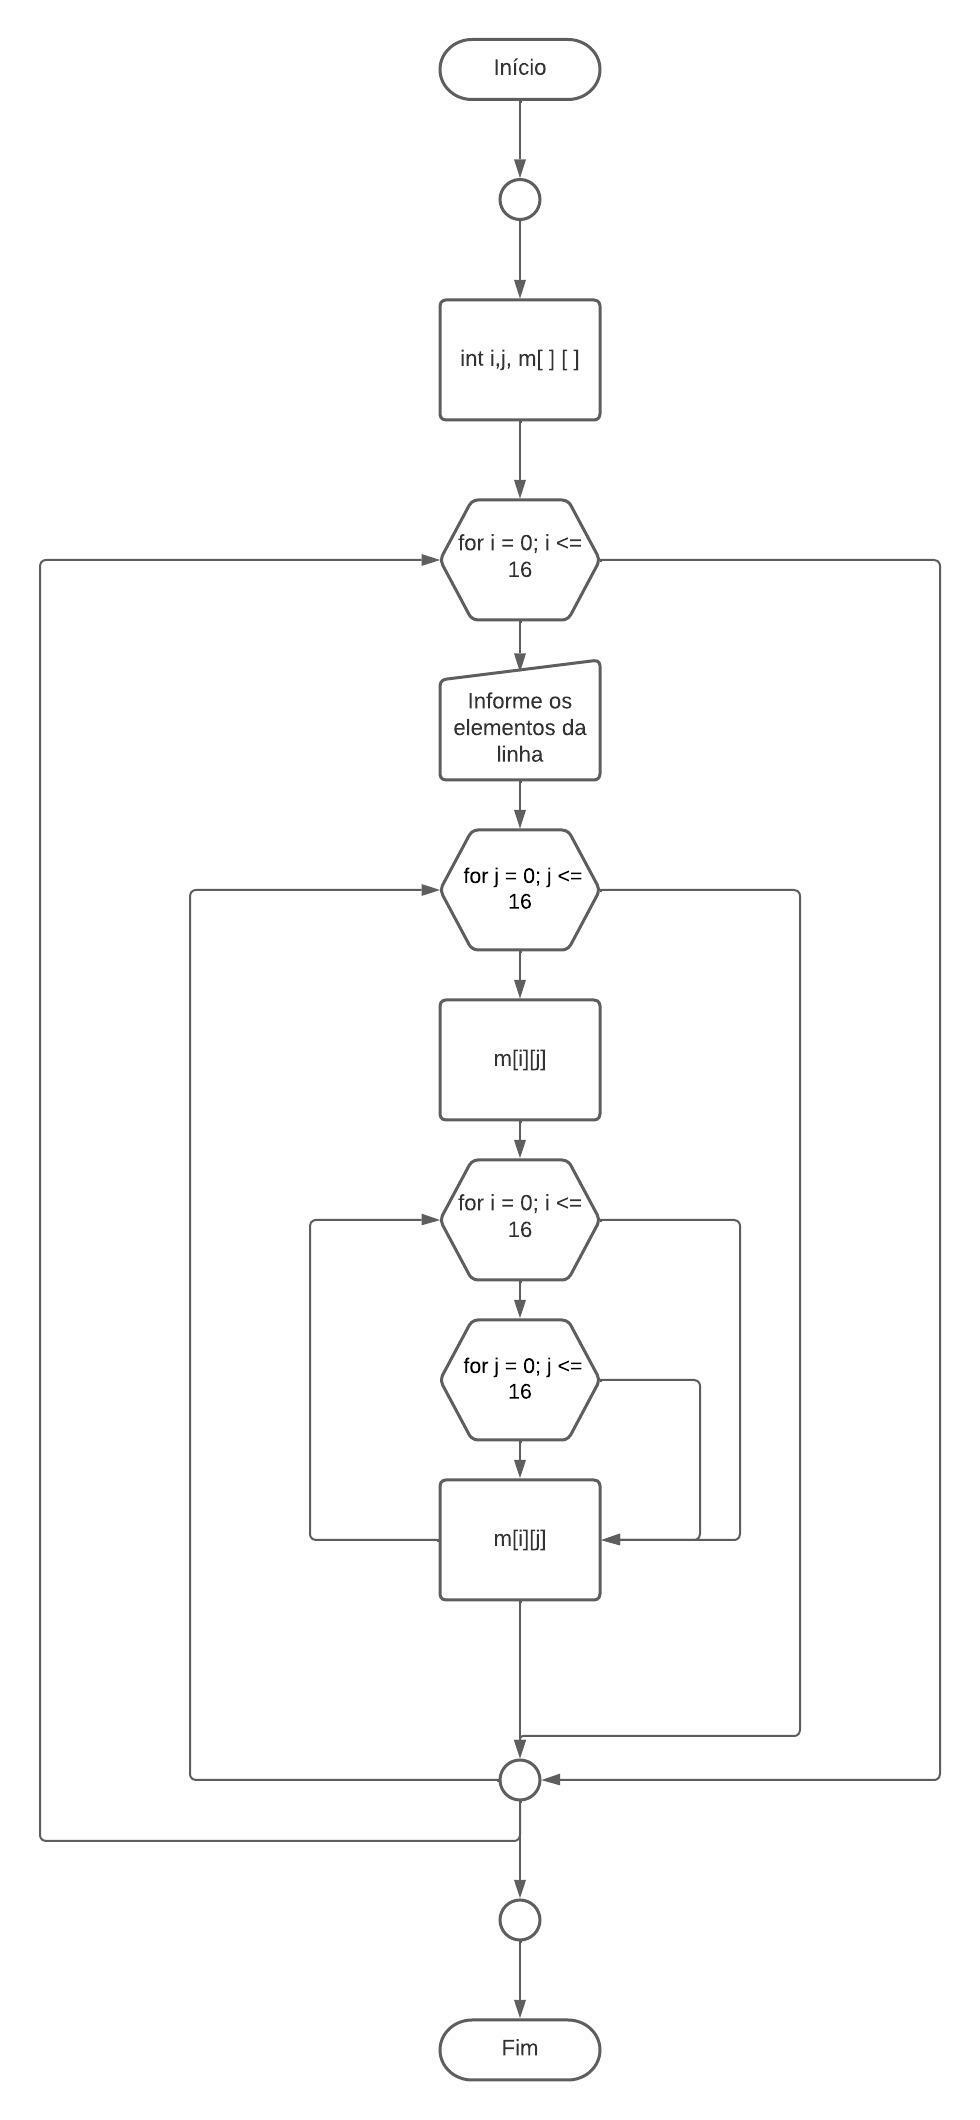 Início
int i,j, m[ ] [ ]
for i = 0; i <=
16
Informe os
elementos da
linha
for j = 0; j <=
16
m[i][j]
for i = 0; i <=
16
for j = 0; j <=
16
m[i][j]
Fim